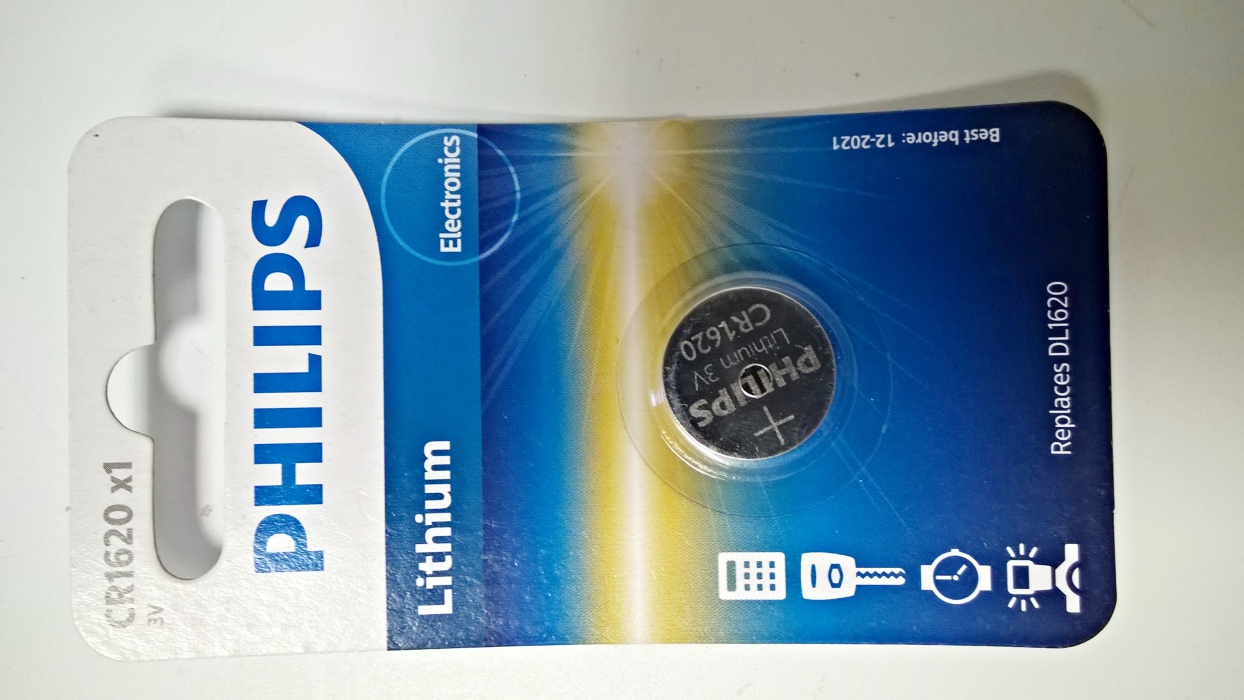 CR1620 x1
3V
PHILIPS
Electronics
Lithium
Best before: 12-2021
CR1620
Lithium 3V
PHILIPS
+
Replaces DL1620